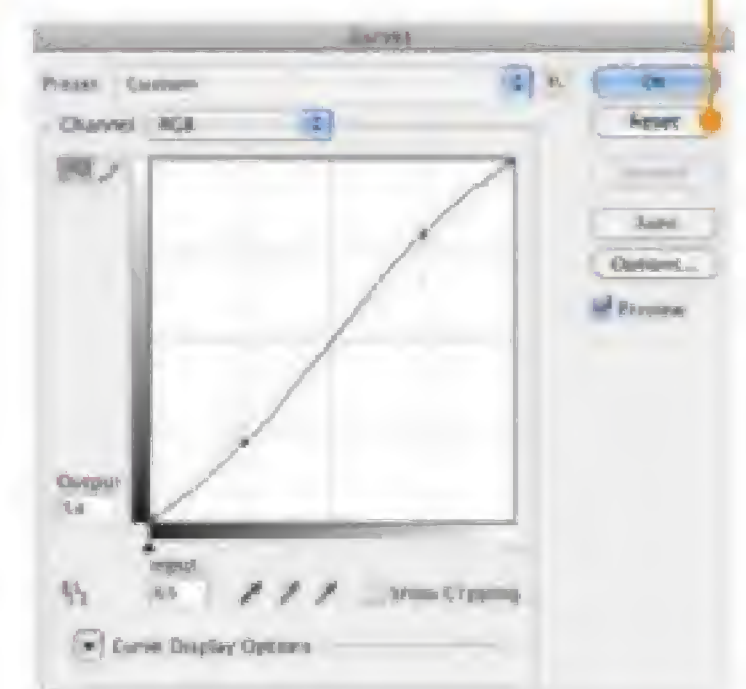 Curves
Preset: Custom
OK
Channel: RGB
Reset
Save
Options...
Preview
Output:
Input:
Show Clipping
Curve Display Options